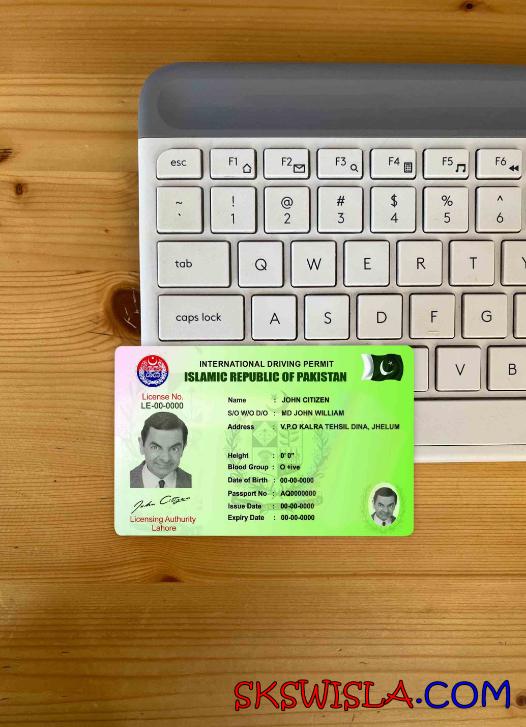 esc F1 F2 F3 F4 F5 F6
~ ! @ # $ % ^
` 1 2 3 4 5 6
tab Q W E R T
caps lock A S D F G
V B
INTERNATIONAL DRIVING PERMIT
ISLAMIC REPUBLIC OF PAKISTAN
License No.
LE-00-0000
Name : JOHN CITIZEN
S/O W/O D/O : MD JOHN WILLIAM
Address : V.P.O KALRA TEHSIL DINA, JHELUM
Height : 0' 0"
Blood Group : O +ive
Date of Birth : 00-00-0000
Passport No : AQ0000000
Issue Date : 00-00-0000
Expiry Date : 00-00-0000
John Citizen
Licensing Authurity
Lahore
SKSWISLA.COM